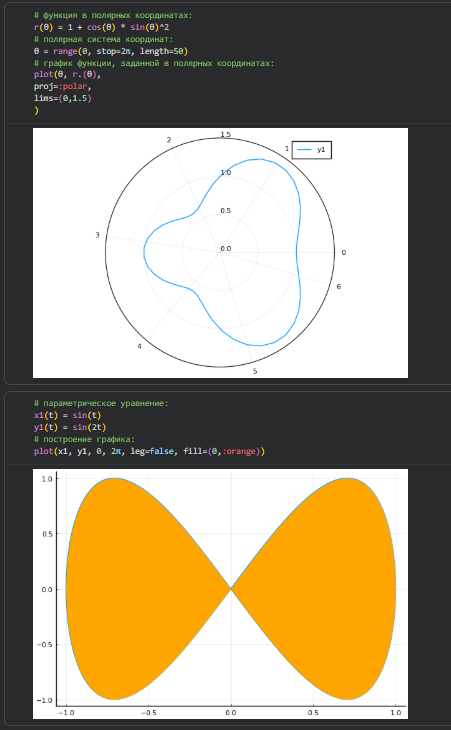 # функция в полярных координатах:
r(θ) = 1 + cos(θ) * sin(θ)^2
# полярная система координат:
θ = range(0, stop=2π, length=50)
# график функции, заданной в полярных координатах:
plot(θ, r.(θ),
proj=:polar,
lims=(0,1.5)
)
1.5
2
1
y1
1.0
0.5
3
0.0
0
6
4
5
# параметрическое уравнение:
x1(t) = sin(t)
y1(t) = sin(2t)
# построение графика:
plot(x1, y1, 0, 2π, leg=false, fill=(0,:orange))
1.0
0.5
0.0
−0.5
−1.0
−1.0 −0.5 0.0 0.5 1.0